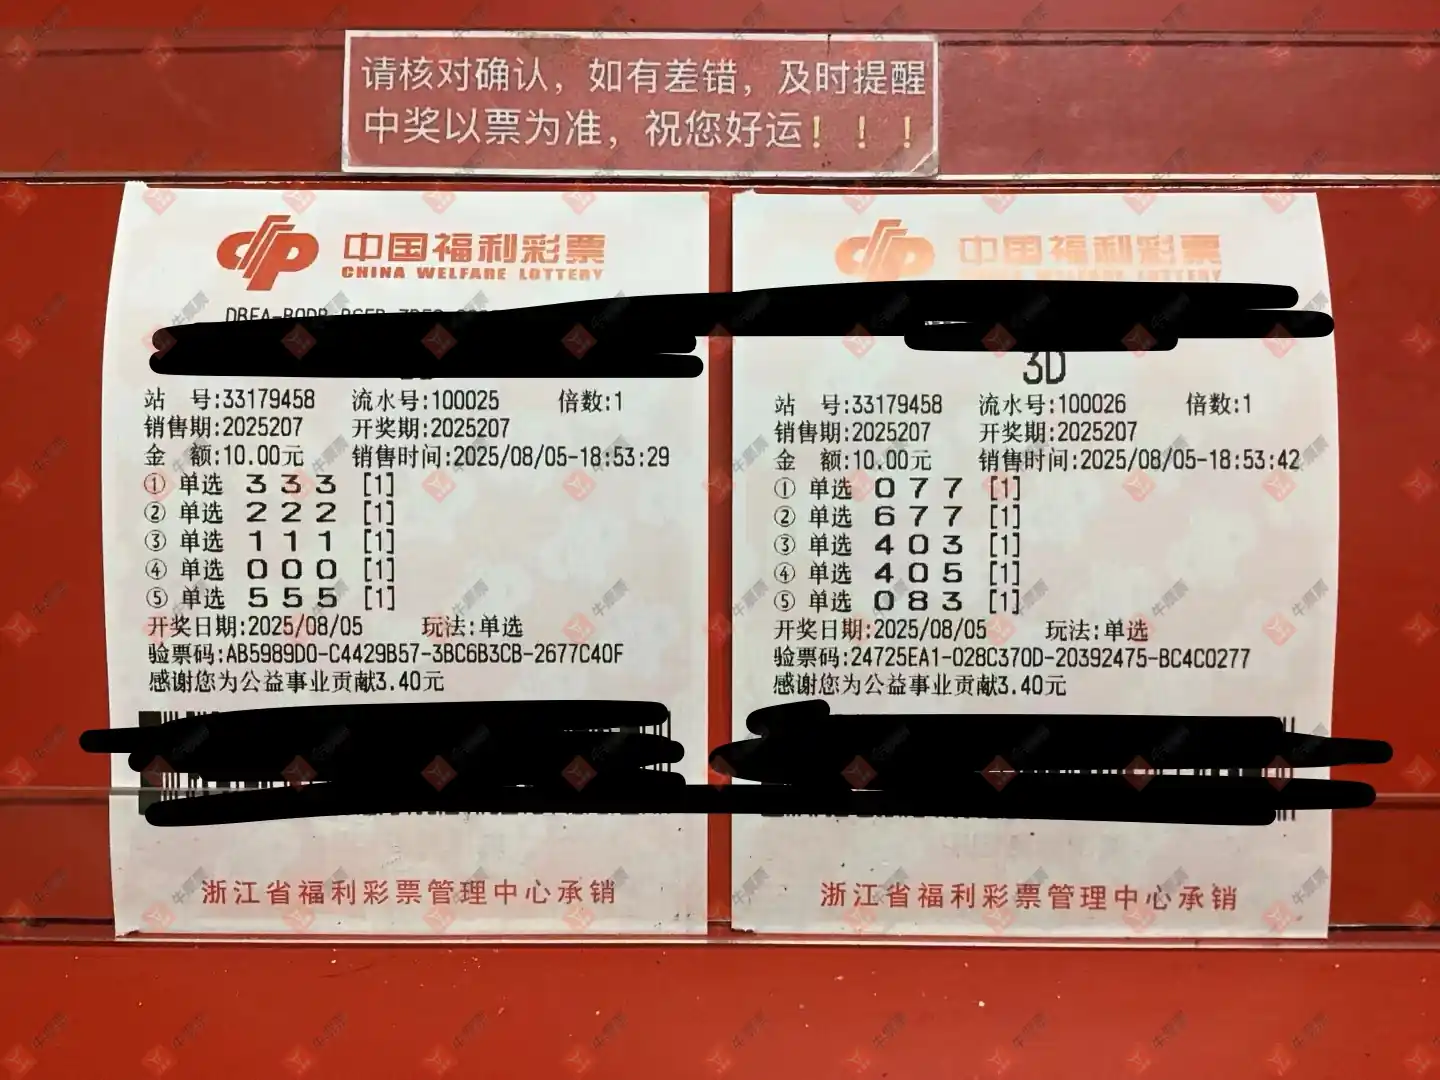 请核对确认，如有差错，及时提醒
中奖以票为准，祝您好运！！！
中国福利彩票
CHINA WELFARE LOTTERY
站 号:33179458 流水号:100025 倍数:1
销售期:2025207 开奖期:2025207
金 额:10.00元 销售时间:2025/08/05-18:53:29
① 单选 3 3 3 [1]
② 单选 2 2 2 [1]
③ 单选 1 1 1 [1]
④ 单选 0 0 0 [1]
⑤ 单选 5 5 5 [1]
开奖日期:2025/08/05 玩法:单选
验票码:AB5989D0-C4429B57-3BC6B3CB-2677C40F
感谢您为公益事业贡献3.40元
浙江省福利彩票管理中心承销
中国福利彩票
CHINA WELFARE LOTTERY
3D
站 号:33179458 流水号:100026 倍数:1
销售期:2025207 开奖期:2025207
金 额:10.00元 销售时间:2025/08/05-18:53:42
① 单选 0 7 7 [1]
② 单选 6 7 7 [1]
③ 单选 4 0 3 [1]
④ 单选 4 0 5 [1]
⑤ 单选 0 8 3 [1]
开奖日期:2025/08/05 玩法:单选
验票码:24725EA1-028C370D-20392475-BC4C0277
感谢您为公益事业贡献3.40元
浙江省福利彩票管理中心承销